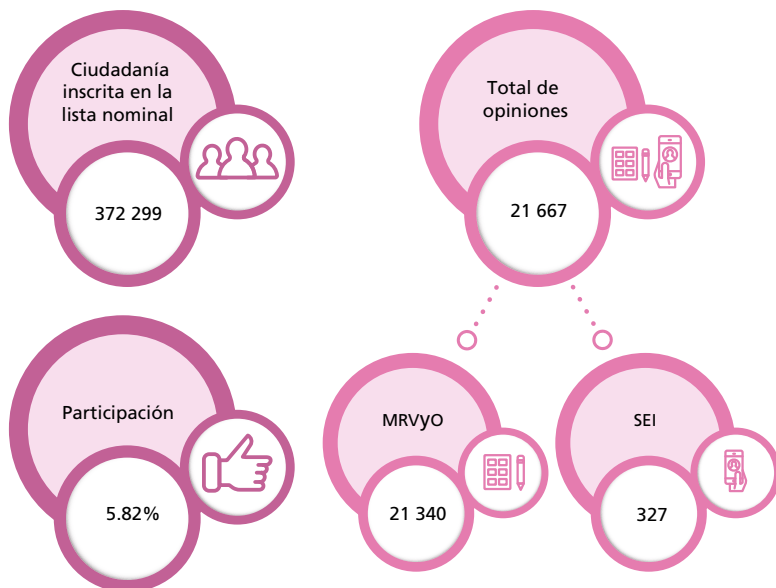 Ciudadanía
inscrita en la
lista nominal
372 299
Total de
opiniones
21 667
Participación
5.82%
MRVyO
21 340
SEI
327